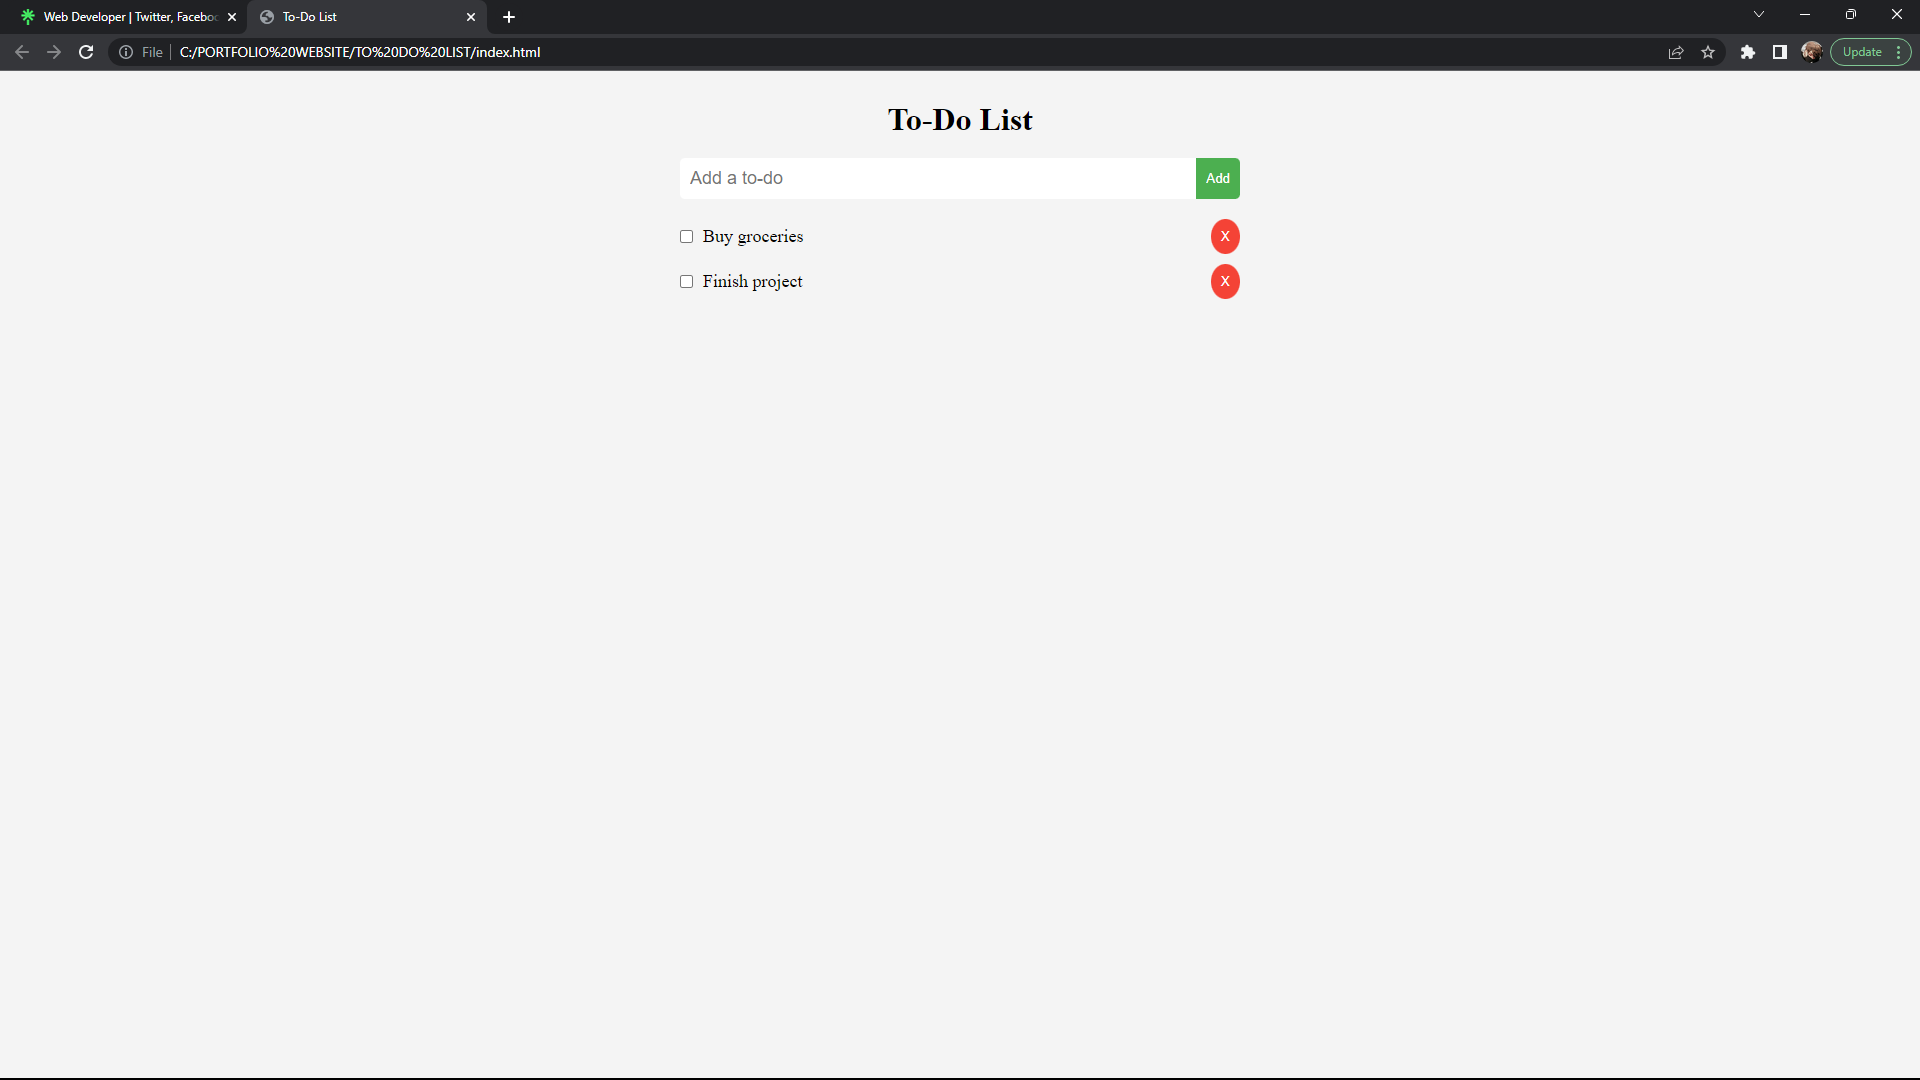 Web Developer | Twitter, Facebo
To-Do List
File
C:/PORTFOLIO%20WEBSITE/TO%20DO%20LIST/index.html
Update
To-Do List
Add a to-do
Add
Buy groceries
X
Finish project
X